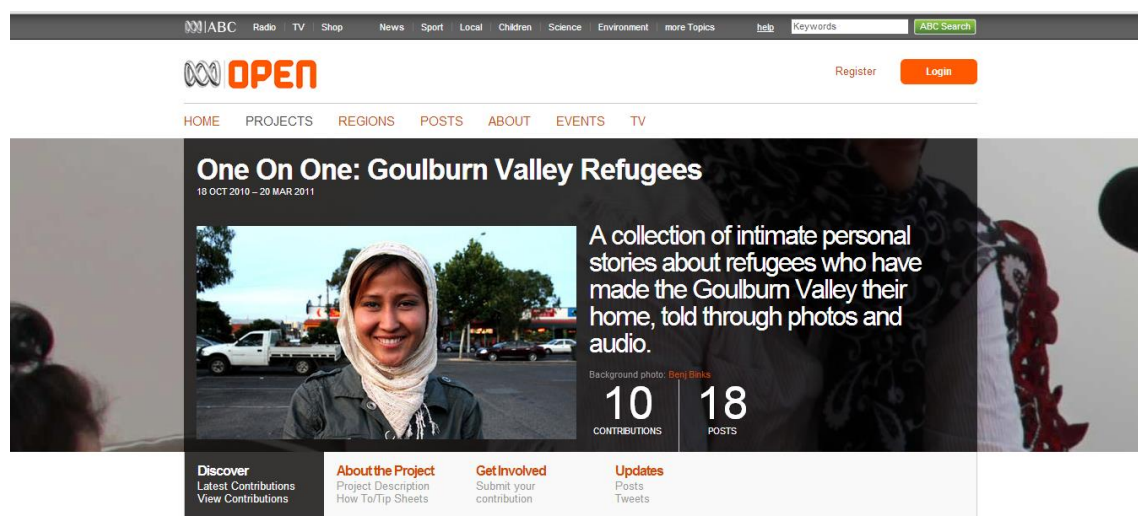 ABC Radio TV Shop News Sport Local Children Science Environment more Topics help Keywords ABC Search
OPEN Register Login
HOME PROJECTS REGIONS POSTS ABOUT EVENTS TV
One On One: Goulburn Valley Refugees
18 OCT 2010 – 20 MAR 2011
A collection of intimate personal
stories about refugees who have
made the Goulburn Valley their
home, told through photos and
audio.
Background photo: Benj Binks
10 18
CONTRIBUTIONS POSTS
Discover
Latest Contributions
View Contributions
About the Project
Project Description
How To/Tip Sheets
Get Involved
Submit your
contribution
Updates
Posts
Tweets